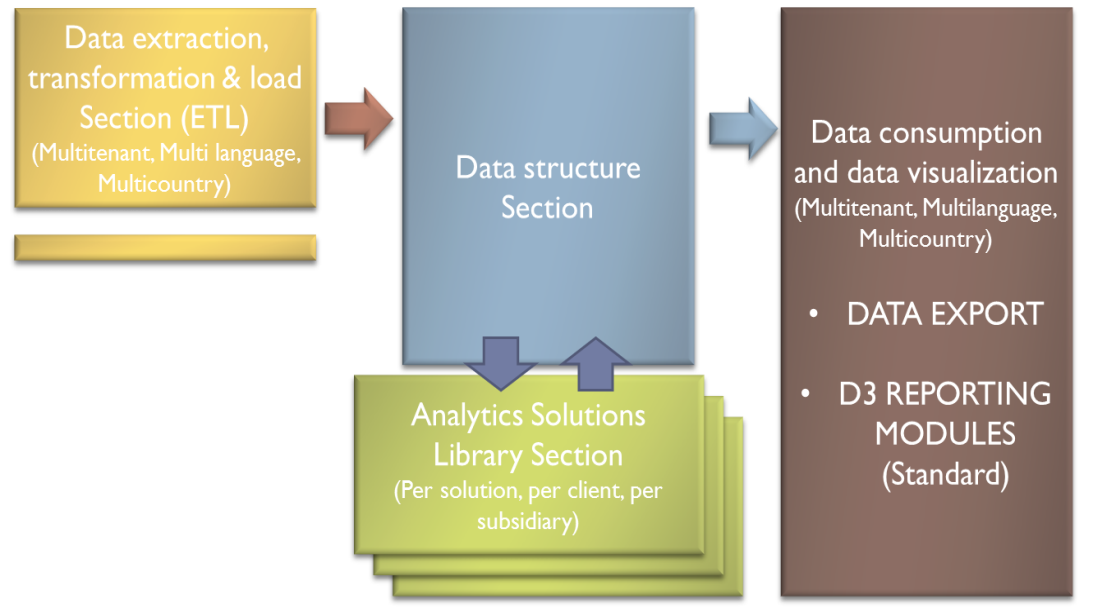 Data extraction,
transformation & load
Section (ETL)
(Multitenant, Multi language,
Multicountry)
Data structure
Section
Analytics Solutions
Library Section
(Per solution, per client, per
subsidiary)
Data consumption
and data visualization
(Multitenant, Multilanguage,
Multicountry)
• DATA EXPORT
• D3 REPORTING
MODULES
(Standard)